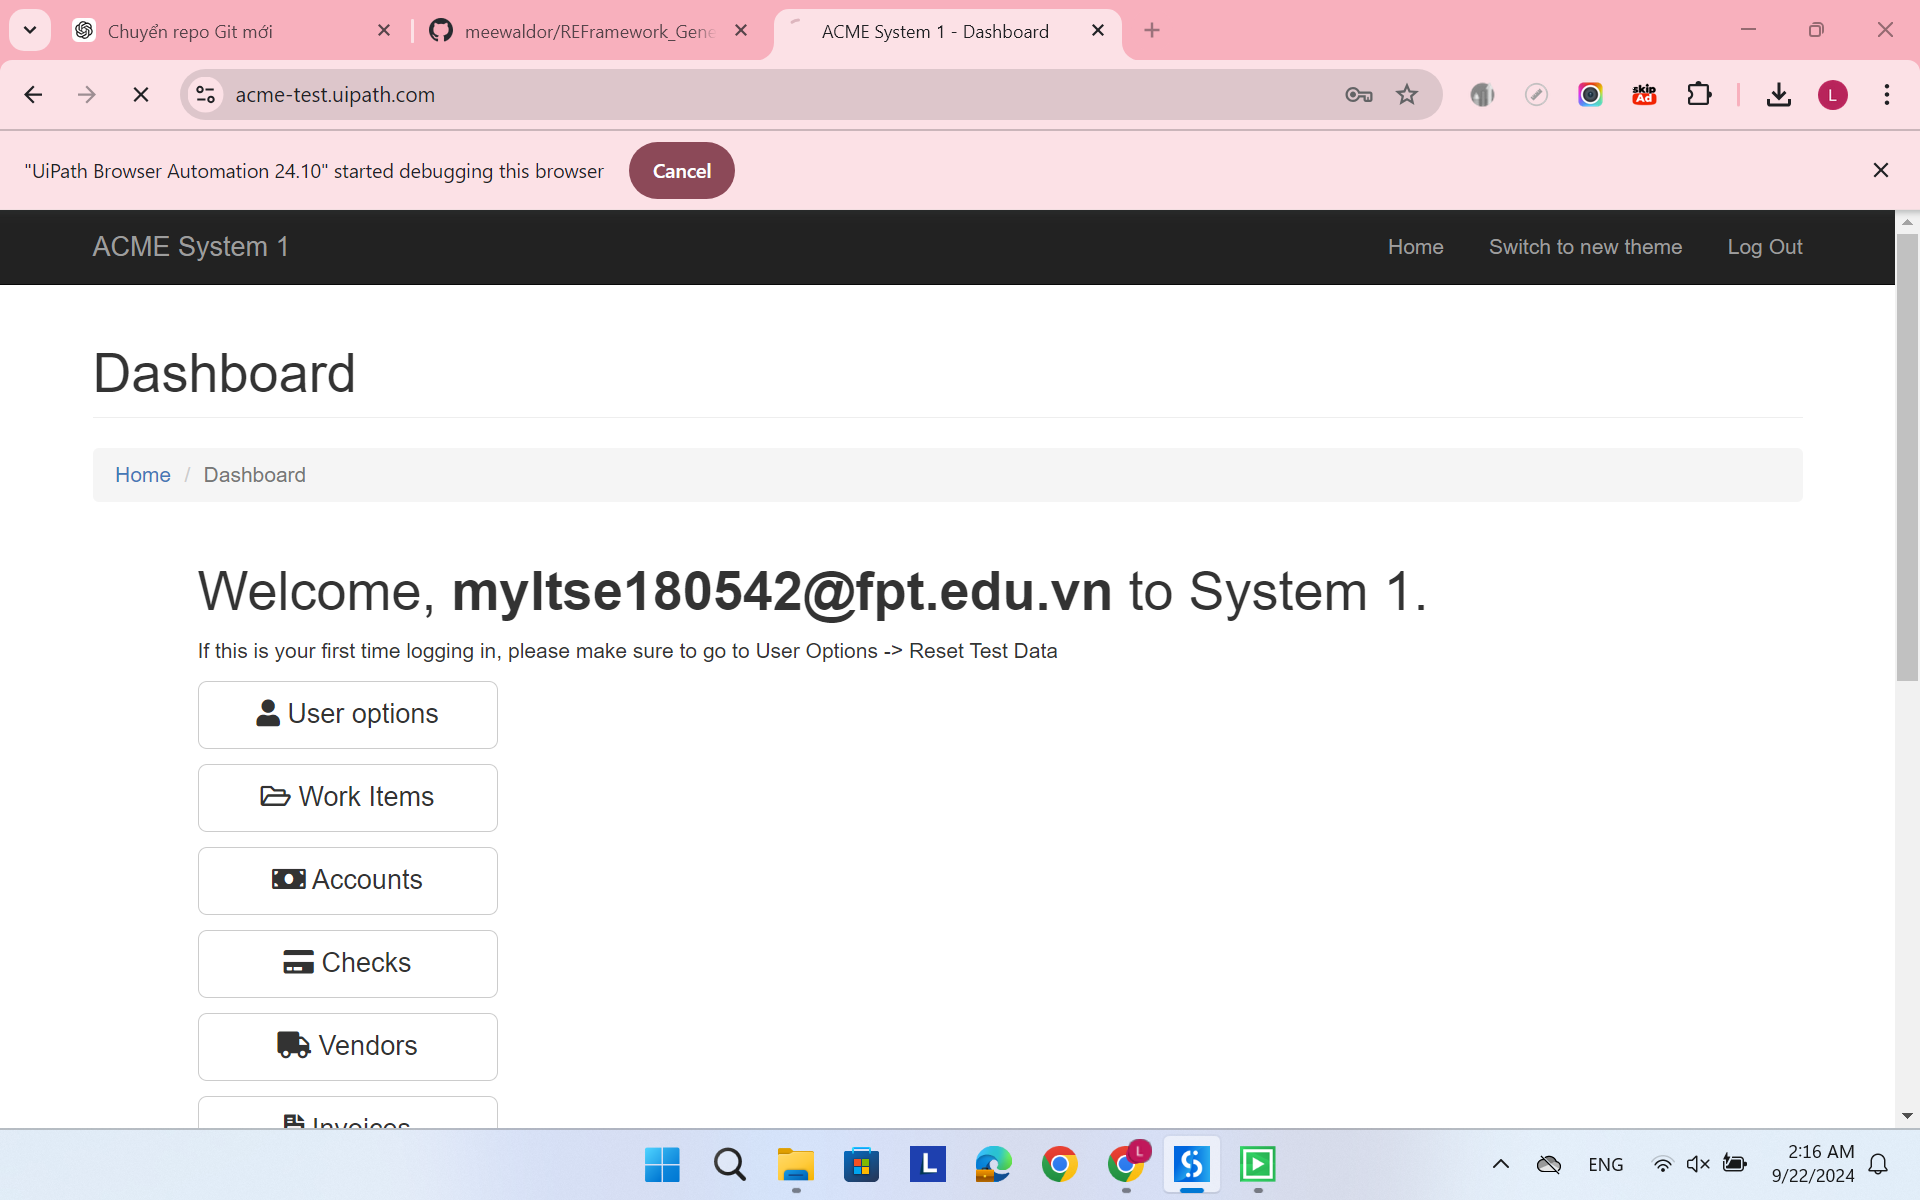 Chuyển repo Git mới
meewaldor/REFramework_Gene
ACME System 1 - Dashboard
acme-test.uipath.com
skip
Ad
L
"UiPath Browser Automation 24.10" started debugging this browser
Cancel
ACME System 1
Home
Switch to new theme
Log Out
Dashboard
Home / Dashboard
Welcome, myltse180542@fpt.edu.vn to System 1.
If this is your first time logging in, please make sure to go to User Options -> Reset Test Data
User options
Work Items
Accounts
Checks
Vendors
Invoices
L
L
ENG
2:16 AM
9/22/2024